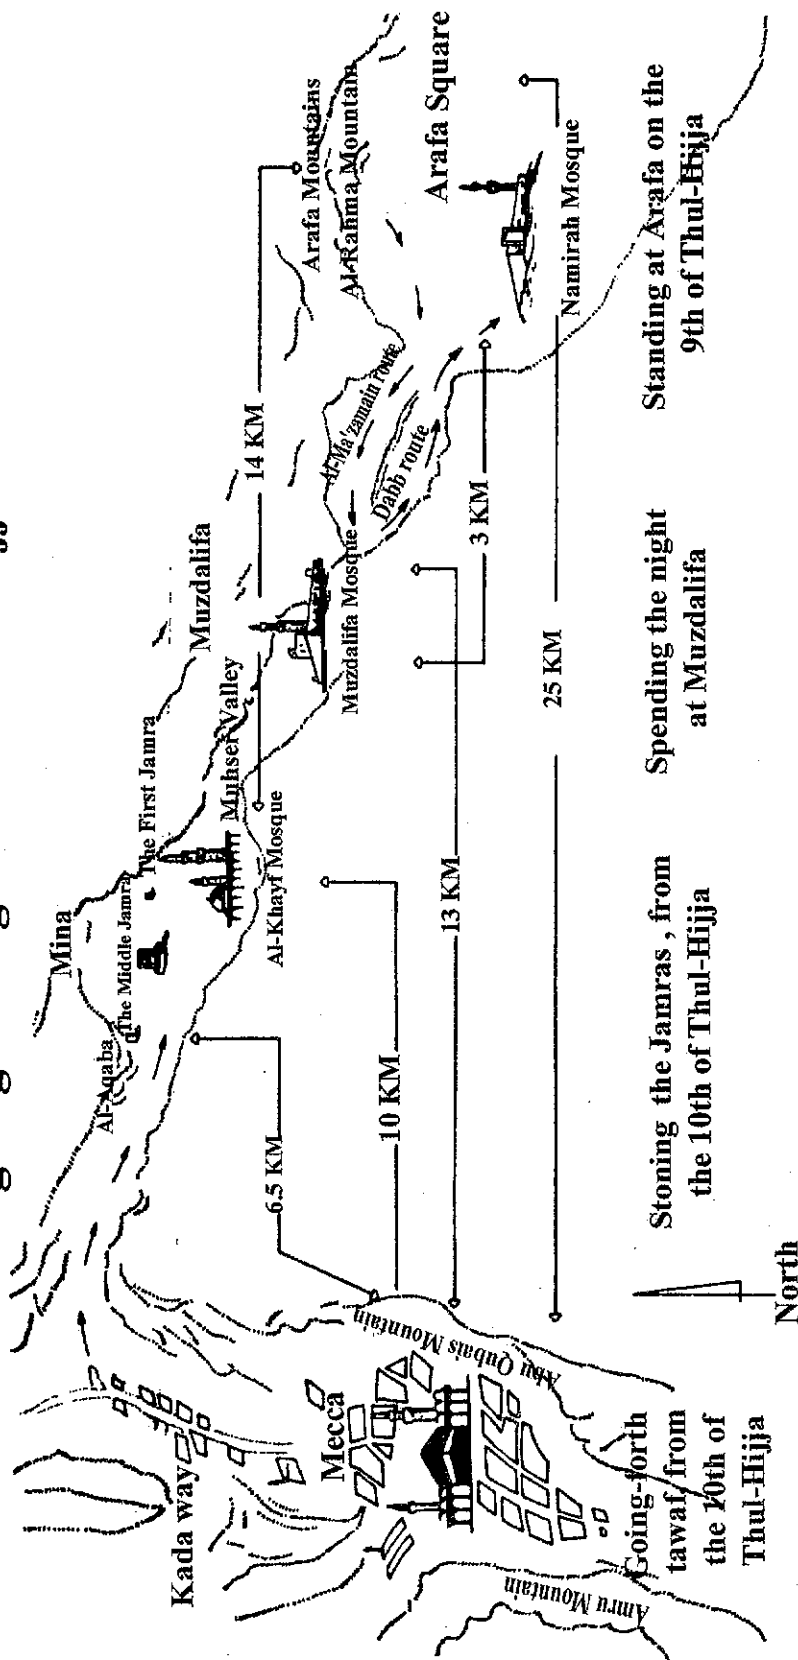 Arafa Mountains
Al-Rahma Mountain
Arafa Square
Namirah Mosque
14 KM
Al-Ma'zamain route
Dabb route
3 KM
Muzdalifa
Muzdalifa Mosque
25 KM
Muhser Valley
The First Jamra
Mina
The Middle Jamra
Al-Khayf Mosque
13 KM
Al-Aqaba
10 KM
6.5 KM
Kada way
Mecca
Abu Qubais Mountain
Amru Mountain
North
Going-forth
tawaf, from
the 10th of
Thul-Hijja
Stoning the Jamras , from
the 10th of Thul-Hijja
Spending the night
at Muzdalifa
Standing at Arafa on the
9th of Thul-Hijja